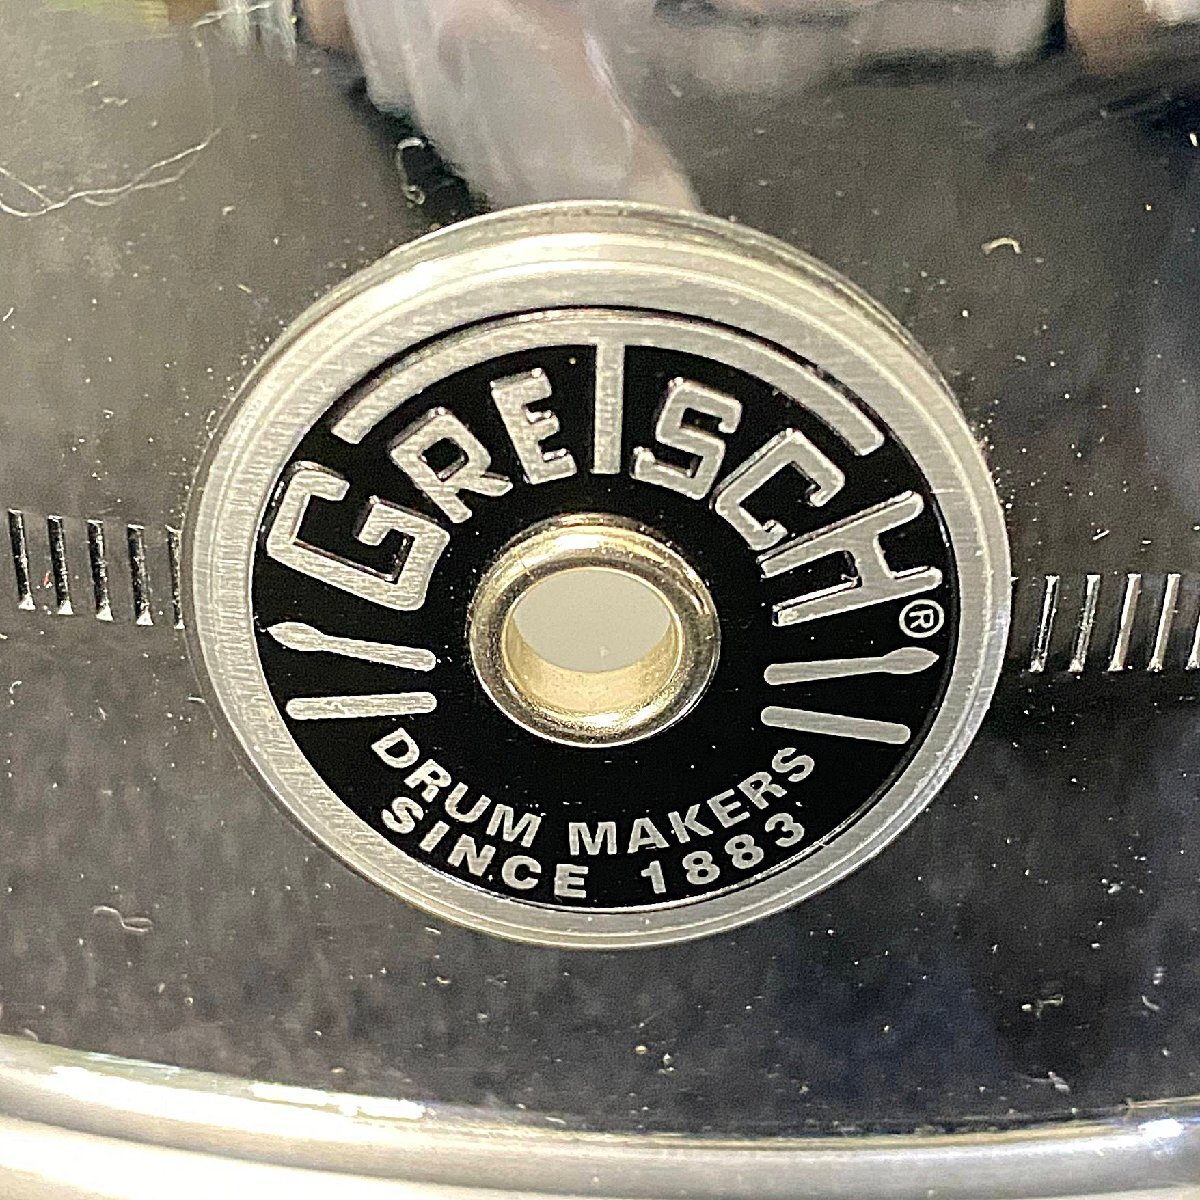 GRETSCH®
DRUM MAKERS
SINCE 1883